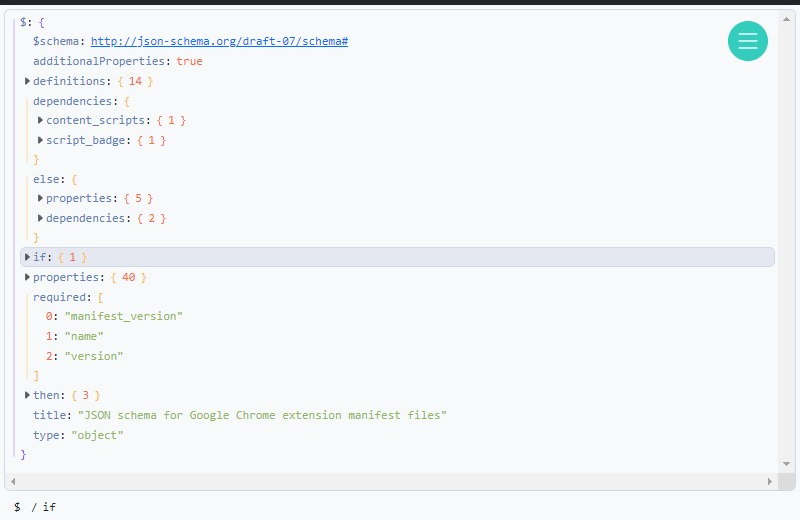 $: {
$schema: http://json-schema.org/draft-07/schema#
additionalProperties: true
definitions: { 14 }
dependencies: {
content_scripts: { 1 }
script_badge: { 1 }
}
else: {
properties: { 5 }
dependencies: { 2 }
}
if: { 1 }
properties: { 40 }
required: [
0: "manifest_version"
1: "name"
2: "version"
]
then: { 3 }
title: "JSON schema for Google Chrome extension manifest files"
type: "object"
}
$ / if